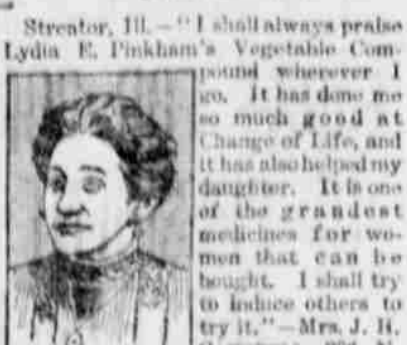 Streator, Ill.—"I shall always praise
Lydia E. Pinkham's Vegetable Com-
pound wherever I
go. It has done me
so much good at
Change of Life, and
it has also helped my
daughter. It is one
of the grandest
medicines for wo-
men that can be
bought. I shall try
to induce others to
try it."—Mrs. J. H.